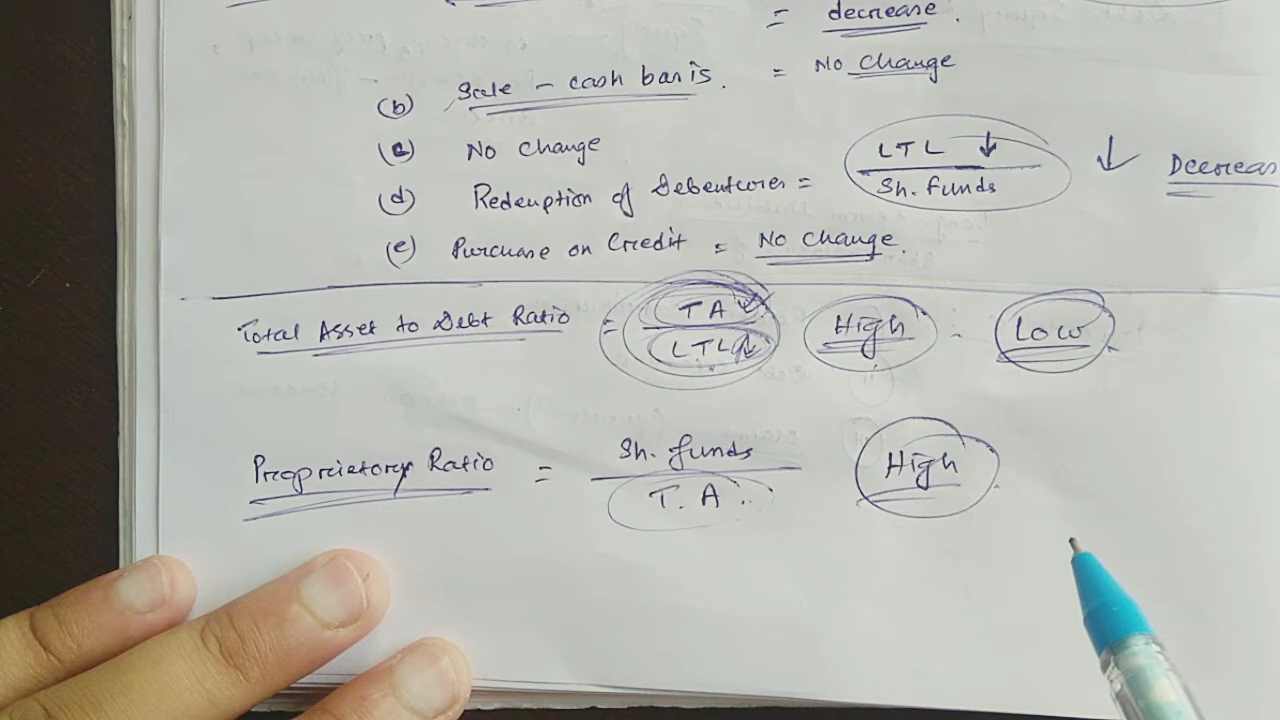 = decrease.
(b) Sale - cash basis. = No change
(c) No change
(d) Redemption of Debentures = LTL ↓ / Sh. funds ↓ Decreas
(e) Purchase on Credit = No change.
Total Asset to Debt Ratio = TA ↓ / LTL ↓ High - Low
Proprietory Ratio = Sh. funds / T.A. High